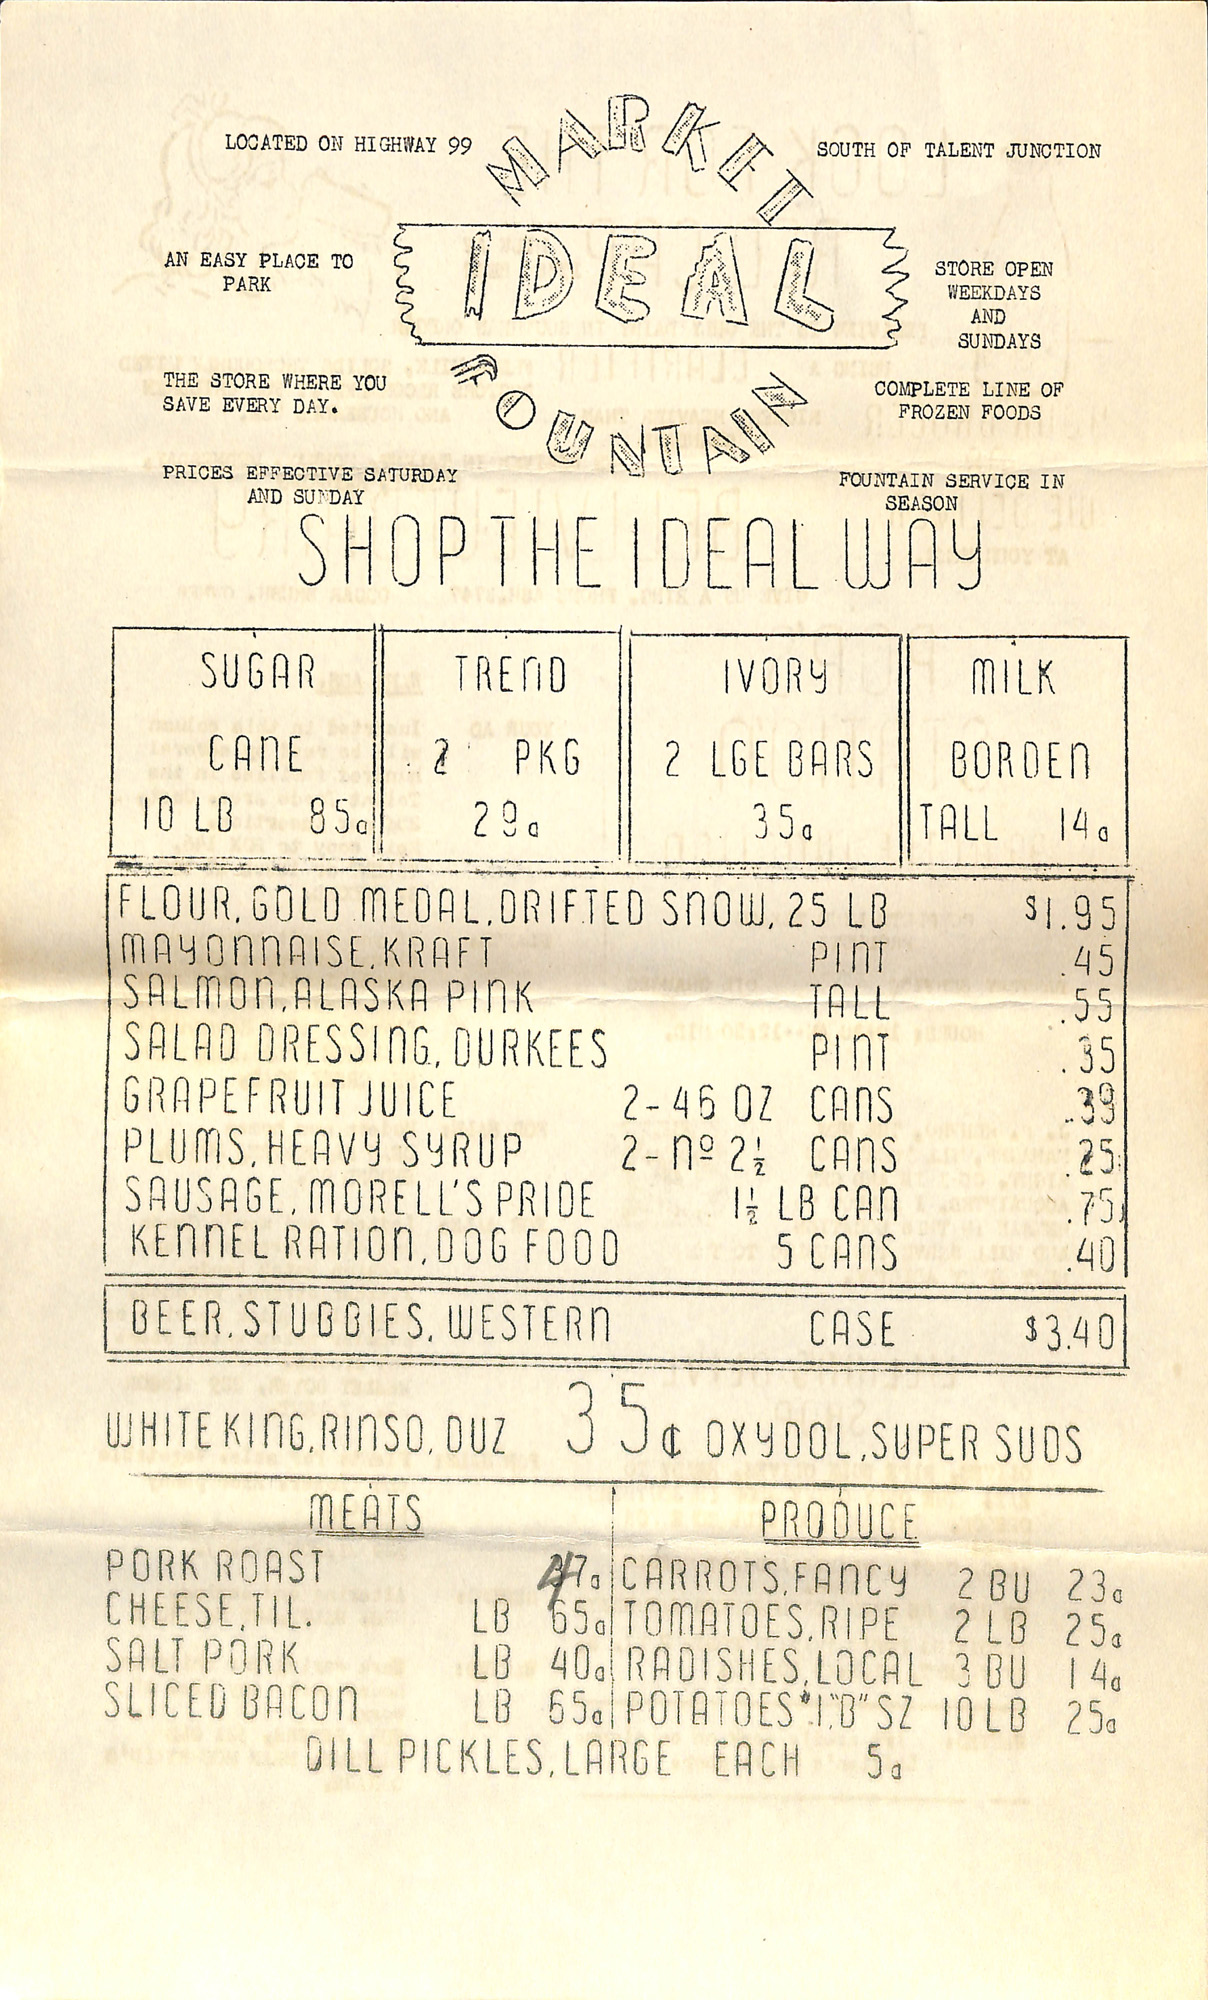 MARKET
LOCATED ON HIGHWAY 99
SOUTH OF TALENT JUNCTION
IDEAL
AN EASY PLACE TO
PARK
STORE OPEN
WEEKDAYS
AND
SUNDAYS
FOUNTAIN
THE STORE WHERE YOU
SAVE EVERY DAY.
COMPLETE LINE OF
FROZEN FOODS
PRICES EFFECTIVE SATURDAY
AND SUNDAY
FOUNTAIN SERVICE IN
SEASON
SHOP THE IDEAL WAY
SUGAR
CANE
10 LB 85¢
TREND
2 PKG
29¢
IVORY
2 LGE BARS
35¢
MILK
BORDEN
TALL 14¢
FLOUR, GOLD MEDAL, DRIFTED SNOW, 25 LB $1.95
MAYONNAISE, KRAFT PINT .45
SALMON, ALASKA PINK TALL .55
SALAD DRESSING, DURKEES PINT .35
GRAPEFRUIT JUICE 2-46 OZ CANS .39
PLUMS, HEAVY SYRUP 2-Nº 2½ CANS .25
SAUSAGE, MORELL'S PRIDE 1½ LB CAN .75
KENNEL RATION, DOG FOOD 5 CANS .40
BEER, STUBBIES, WESTERN CASE $3.40
WHITE KING, RINSO, DUZ 35¢ OXYDOL, SUPER SUDS
MEATS
PORK ROAST 47¢
CHEESE, TIL. LB 65¢
SALT PORK LB 40¢
SLICED BACON LB 65¢
PRODUCE
CARROTS, FANCY 2 BU 23¢
TOMATOES, RIPE 2 LB 25¢
RADISHES, LOCAL 3 BU 14¢
POTATOES #1, "B" SZ 10 LB 25¢
DILL PICKLES, LARGE EACH 5¢